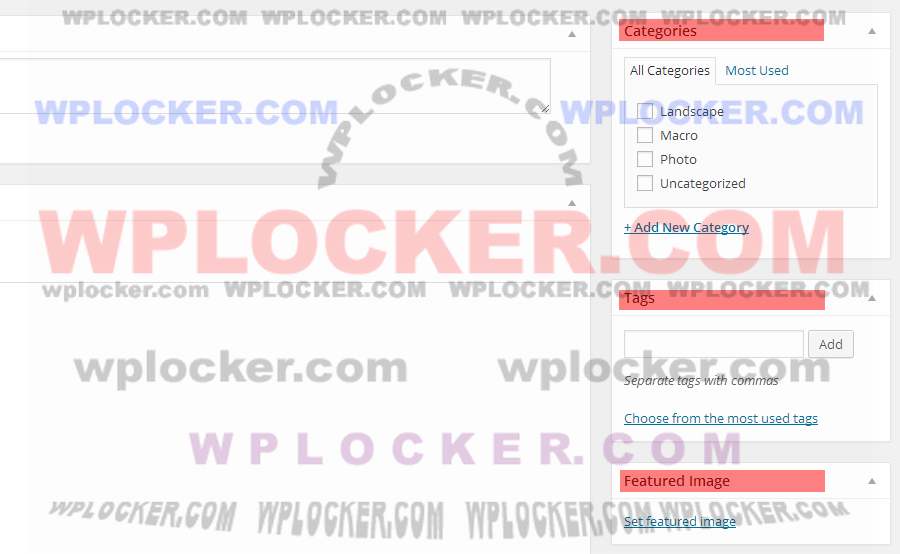 WPLOCKER.COM WPLOCKER.COM WPLOCKER.COM WPLOCKER.COM
Categories
All Categories Most Used
WPLOCKER.COM
WPLOCKER.COM
WPLOCKER.COM
Landscape
Macro
Photo
Uncategorized
WPLOCKER.COM
+ Add New Category
wplocker.com WPLOCKER.COM WPLOCKER.COM WPLOCKER.COM
Tags
Add
wplocker.com wplocker.com
Separate tags with commas
Choose from the most used tags
WPLOCKER.COM
Featured Image
WPLOCKER.COM WPLOCKER.COM WPLOCKER.COM WPLOCKER.COM
Set featured image